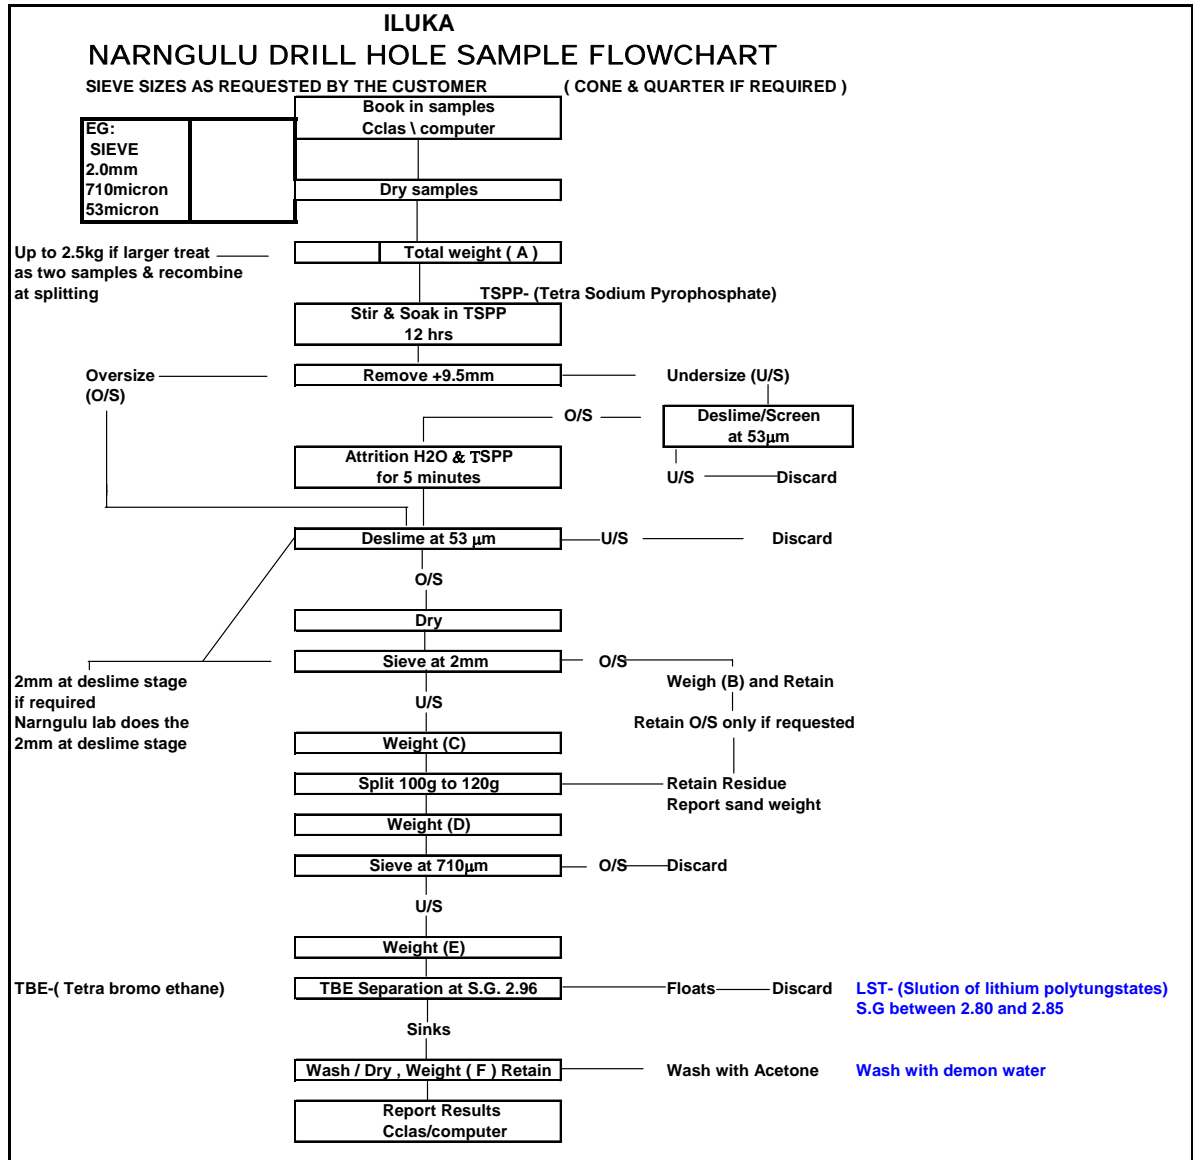 ILUKA
NARNGULU DRILL HOLE SAMPLE FLOWCHART
SIEVE SIZES AS REQUESTED BY THE CUSTOMER ( CONE & QUARTER IF REQUIRED )
Book in samples
Cclas \ computer
EG:
SIEVE
2.0mm
710micron
53micron
Dry samples
Up to 2.5kg if larger treat
as two samples & recombine
at splitting
Total weight ( A )
TSPP- (Tetra Sodium Pyrophosphate)
Stir & Soak in TSPP
12 hrs
Oversize
(O/S)
Remove +9.5mm
Undersize (U/S)
O/S
Deslime/Screen
at 53µm
Attrition H2O & TSPP
for 5 minutes
U/S
Discard
Deslime at 53 µm
U/S
Discard
O/S
Dry
Sieve at 2mm
O/S
2mm at deslime stage
if required
Narngulu lab does the
2mm at deslime stage
Weigh (B) and Retain
U/S
Retain O/S only if requested
Weight (C)
Split 100g to 120g
Retain Residue
Report sand weight
Weight (D)
Sieve at 710µm
O/S
Discard
U/S
Weight (E)
TBE-( Tetra bromo ethane)
TBE Separation at S.G. 2.96
Floats
Discard
LST- (Slution of lithium polytungstates)
S.G between 2.80 and 2.85
Sinks
Wash / Dry , Weight ( F ) Retain
Wash with Acetone
Wash with demon water
Report Results
Cclas/computer